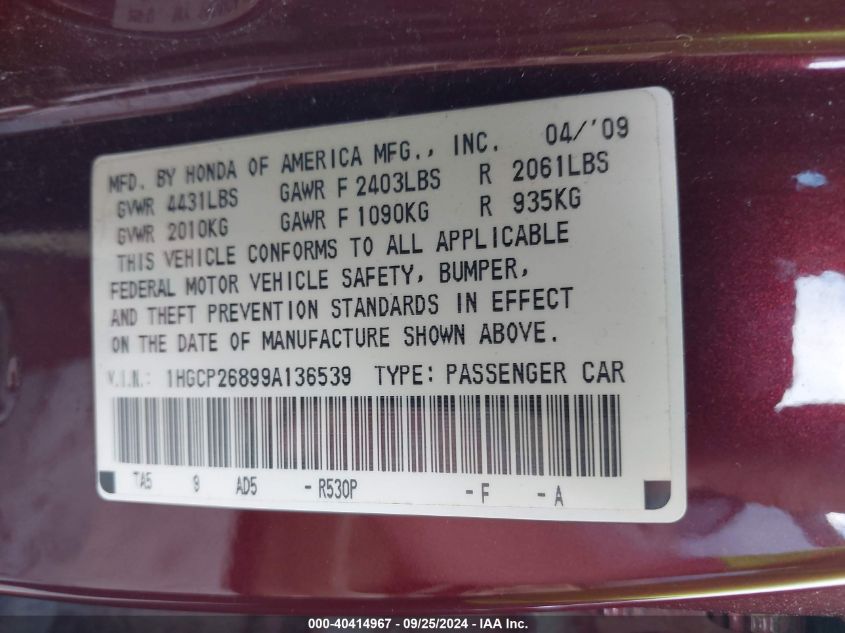 MFD. BY HONDA OF AMERICA MFG., INC. 04/'09
GVWR 4431LBS GAWR F 2403LBS R 2061LBS
GVWR 2010KG GAWR F 1090KG R 935KG
THIS VEHICLE CONFORMS TO ALL APPLICABLE
FEDERAL MOTOR VEHICLE SAFETY, BUMPER,
AND THEFT PREVENTION STANDARDS IN EFFECT
ON THE DATE OF MANUFACTURE SHOWN ABOVE.
V.I.N.: 1HGCP26899A136539 TYPE: PASSENGER CAR
TA5 9 AD5 - R530P - F - A
000-40414967 - 09/25/2024 - IAA Inc.